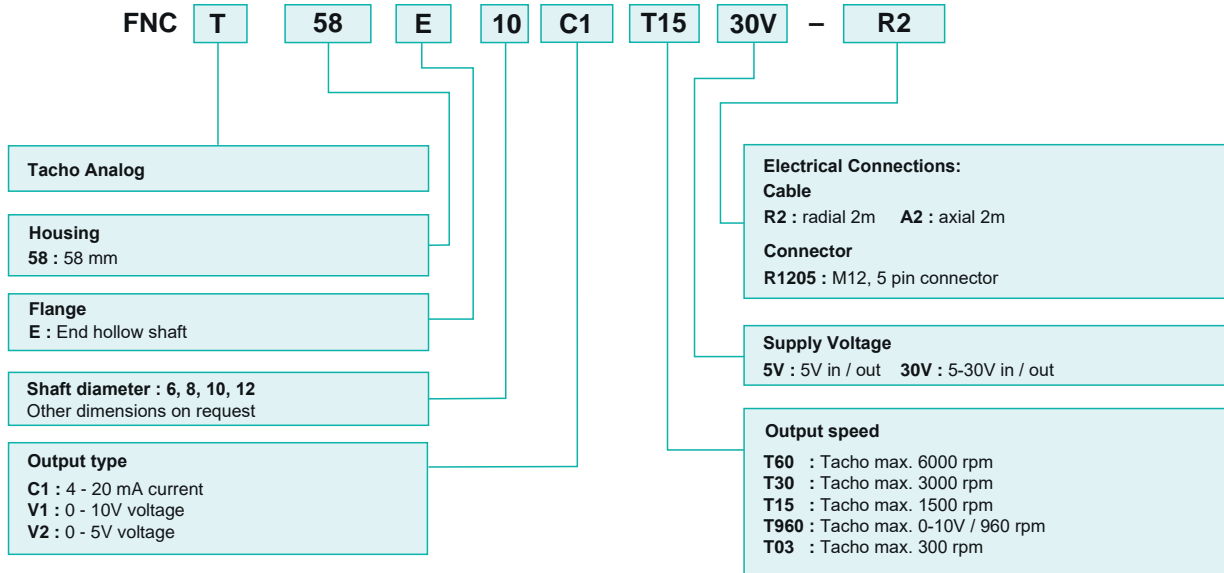 FNC T 58 E 10 C1 T15 30V – R2
Tacho Analog
Housing
58 : 58 mm
Flange
E : End hollow shaft
Shaft diameter : 6, 8, 10, 12
Other dimensions on request
Output type
C1 : 4 - 20 mA current
V1 : 0 - 10V voltage
V2 : 0 - 5V voltage
Electrical Connections:
Cable
R2 : radial 2m A2 : axial 2m
Connector
R1205 : M12, 5 pin connector
Supply Voltage
5V : 5V in / out 30V : 5-30V in / out
Output speed
T60 : Tacho max. 6000 rpm
T30 : Tacho max. 3000 rpm
T15 : Tacho max. 1500 rpm
T960 : Tacho max. 0-10V / 960 rpm
T03 : Tacho max. 300 rpm